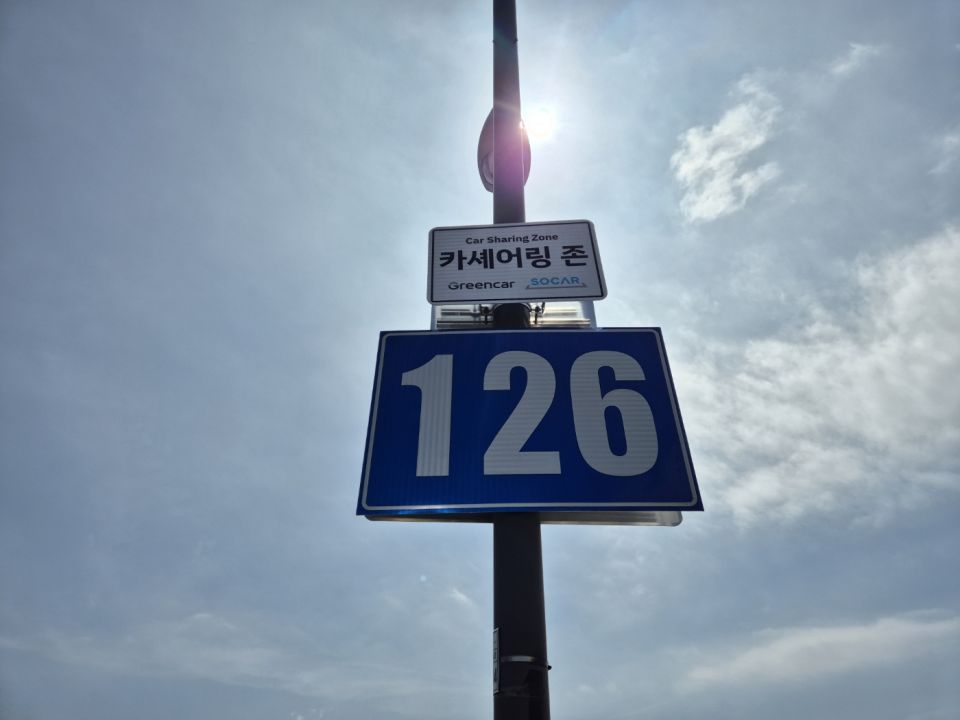 Car Sharing Zone
카셰어링 존
Greencar SOCAR
126